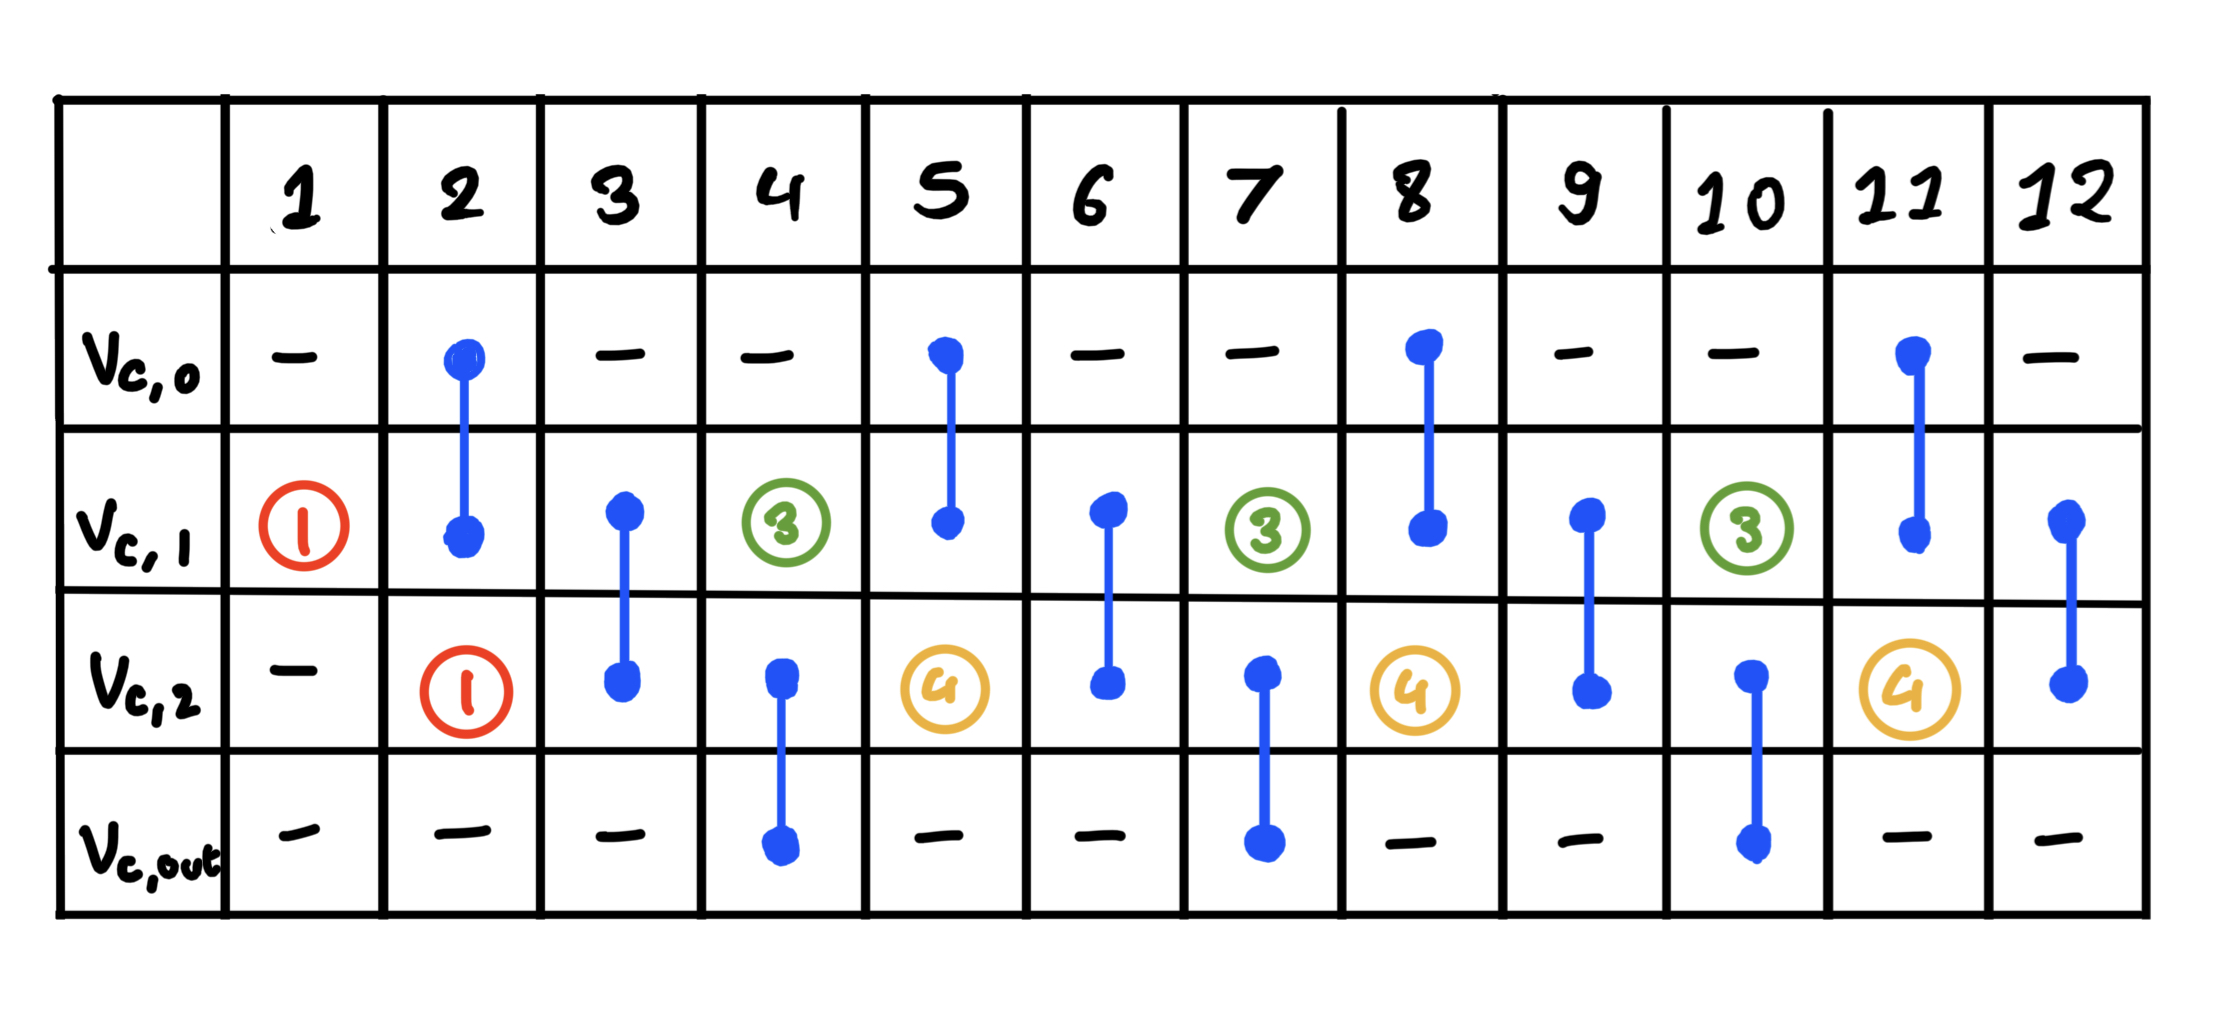 1 2 3 4 5 6 7 8 9 10 11 12
Vc,0 – – – – – – – –
Vc,1 1 3 3 3
Vc,2 – 1 4 4 4
Vc,out – – – – – – – – –